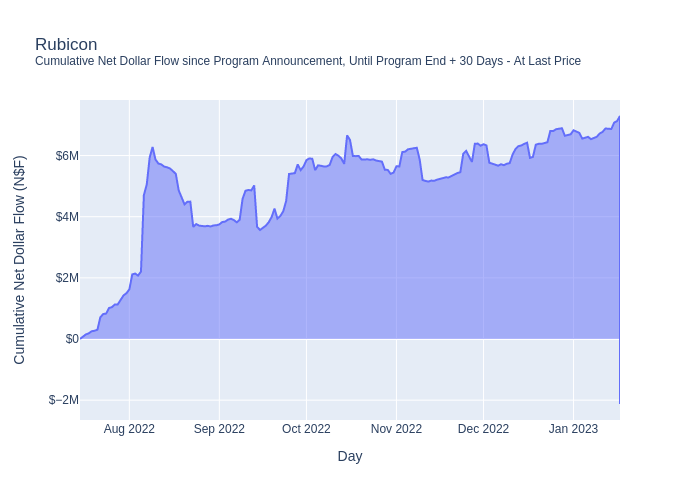 Rubicon
Cumulative Net Dollar Flow since Program Announcement, Until Program End + 30 Days - At Last Price
Cumulative Net Dollar Flow (N$F)
$6M
$4M
$2M
$0
$−2M
Aug 2022
Sep 2022
Oct 2022
Nov 2022
Dec 2022
Jan 2023
Day